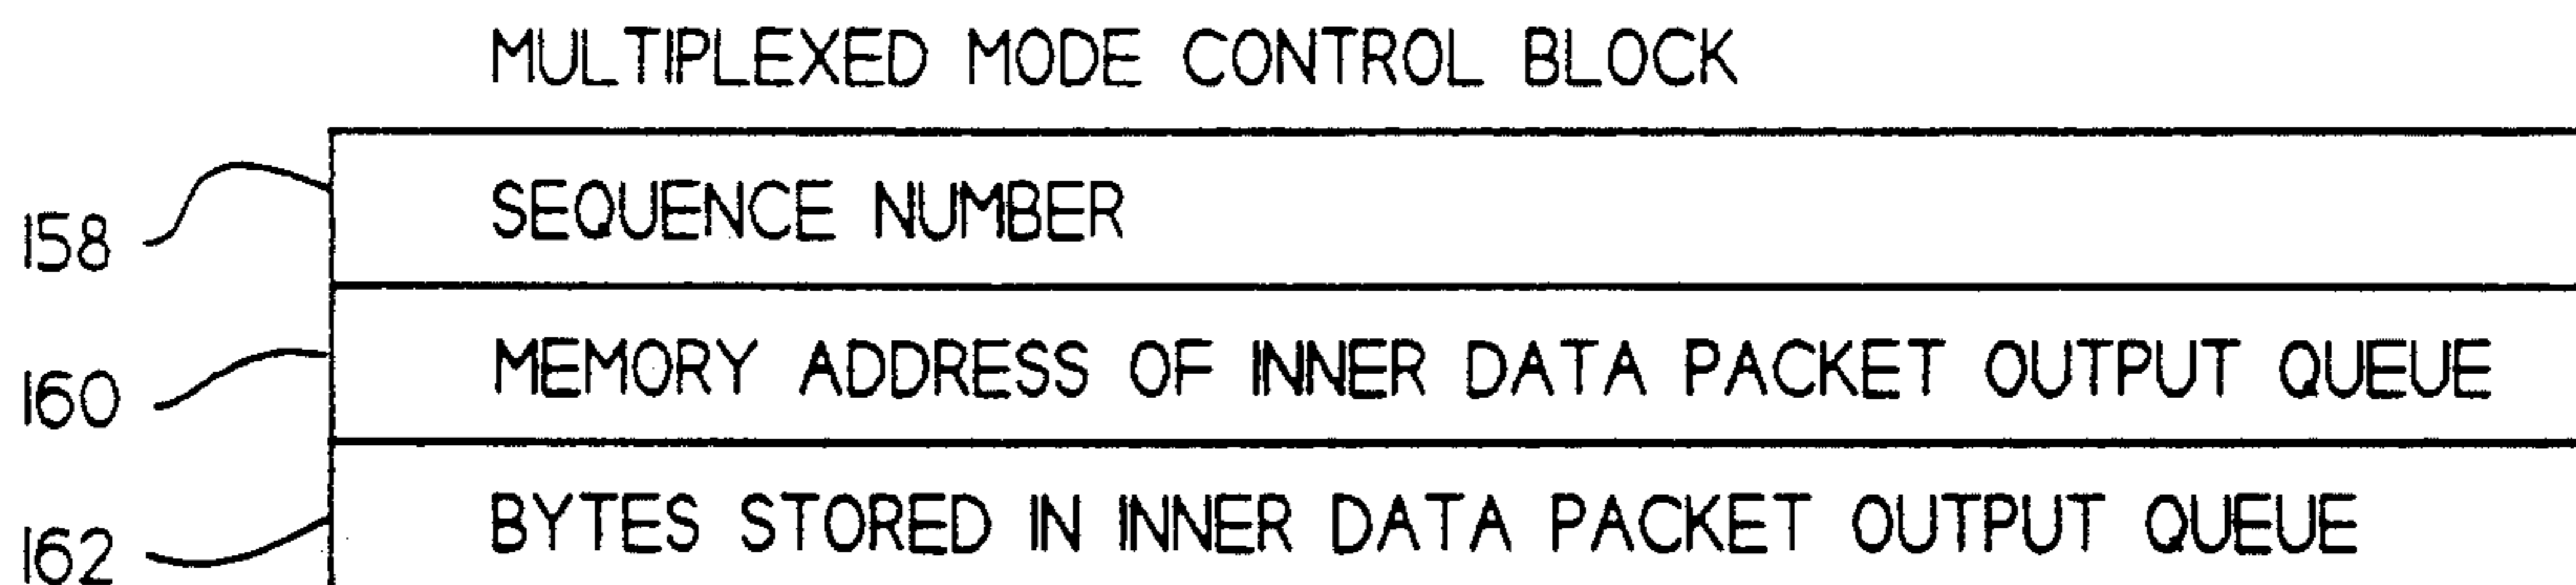 MULTIPLEXED MODE CONTROL BLOCK
158 SEQUENCE NUMBER
160 MEMORY ADDRESS OF INNER DATA PACKET OUTPUT QUEUE
162 BYTES STORED IN INNER DATA PACKET OUTPUT QUEUE